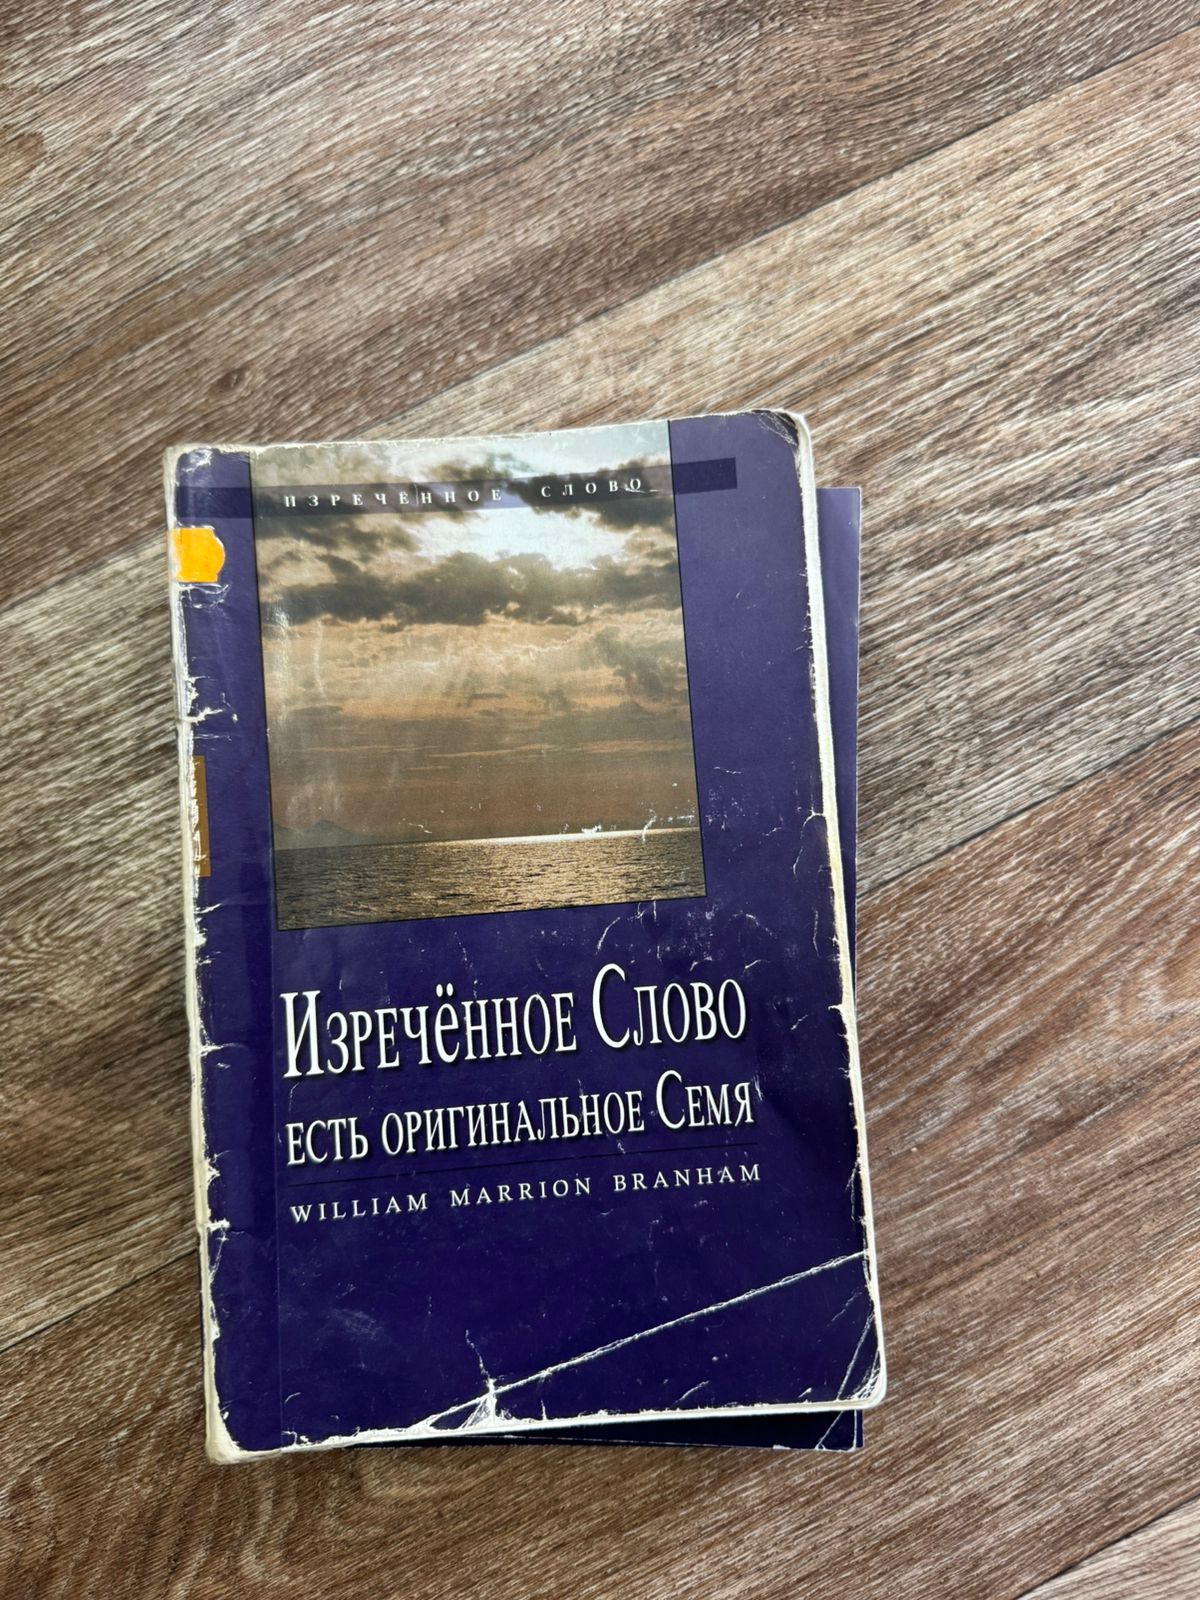 ИЗРЕЧЁННОЕ СЛОВО
ИЗРЕЧЁННОЕ СЛОВО
ЕСТЬ ОРИГИНАЛЬНОЕ СЕМЯ
WILLIAM MARRION BRANHAM